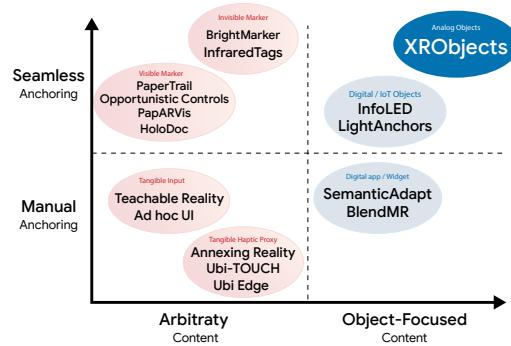 Invisible Marker
BrightMarker
InfraredTags
Analog Objects
XRObjects
Seamless
Anchoring
Visible Marker
PaperTrail
Opportunistic Controls
PapARVis
HoloDoc
Digital / IoT Objects
InfoLED
LightAnchors
Manual
Anchoring
Tangible Input
Teachable Reality
Ad hoc UI
Digital app / Widget
SemanticAdapt
BlendMR
Tangible Haptic Proxy
Annexing Reality
Ubi-TOUCH
Ubi Edge
Arbitraty
Content
Object-Focused
Content